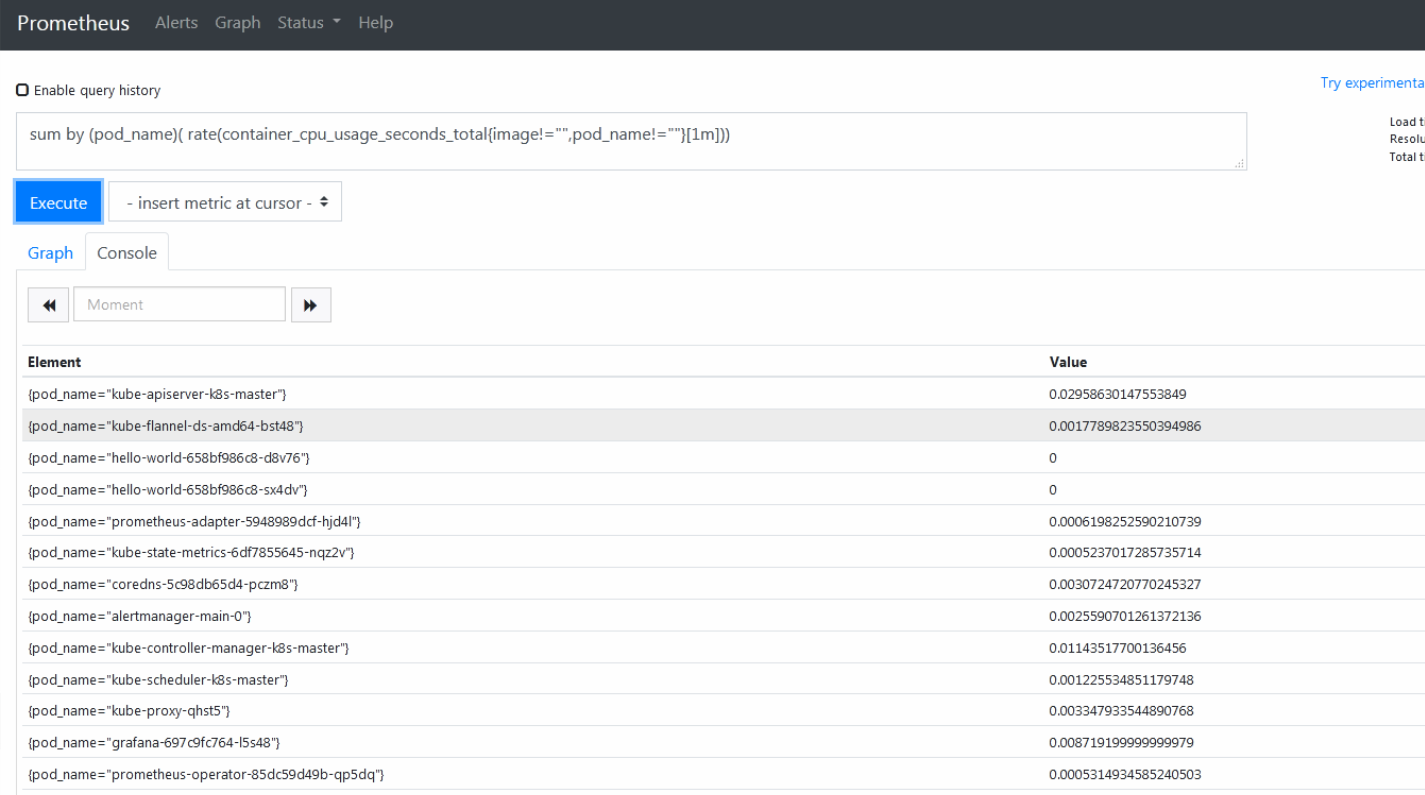 Prometheus Alerts Graph Status Help
Enable query history
Try experimenta
sum by (pod_name)( rate(container_cpu_usage_seconds_total{image!="",pod_name!=""}[1m]))
Load t
Resolu
Total t
Execute - insert metric at cursor -
Graph Console
Moment
Element Value
{pod_name="kube-apiserver-k8s-master"} 0.02958630147553849
{pod_name="kube-flannel-ds-amd64-bst48"} 0.0017789823550394986
{pod_name="hello-world-658bf986c8-d8v76"} 0
{pod_name="hello-world-658bf986c8-sx4dv"} 0
{pod_name="prometheus-adapter-5948989dcf-hjd4l"} 0.0006198252590210739
{pod_name="kube-state-metrics-6df7855645-nqz2v"} 0.0005237017285735714
{pod_name="coredns-5c98db65d4-pczm8"} 0.0030724720770245327
{pod_name="alertmanager-main-0"} 0.0025590701261372136
{pod_name="kube-controller-manager-k8s-master"} 0.01143517700136456
{pod_name="kube-scheduler-k8s-master"} 0.001225534851179748
{pod_name="kube-proxy-qhst5"} 0.003347933544890768
{pod_name="grafana-697c9fc764-l5s48"} 0.008719199999999979
{pod_name="prometheus-operator-85dc59d49b-qp5dq"} 0.0005314934585240503